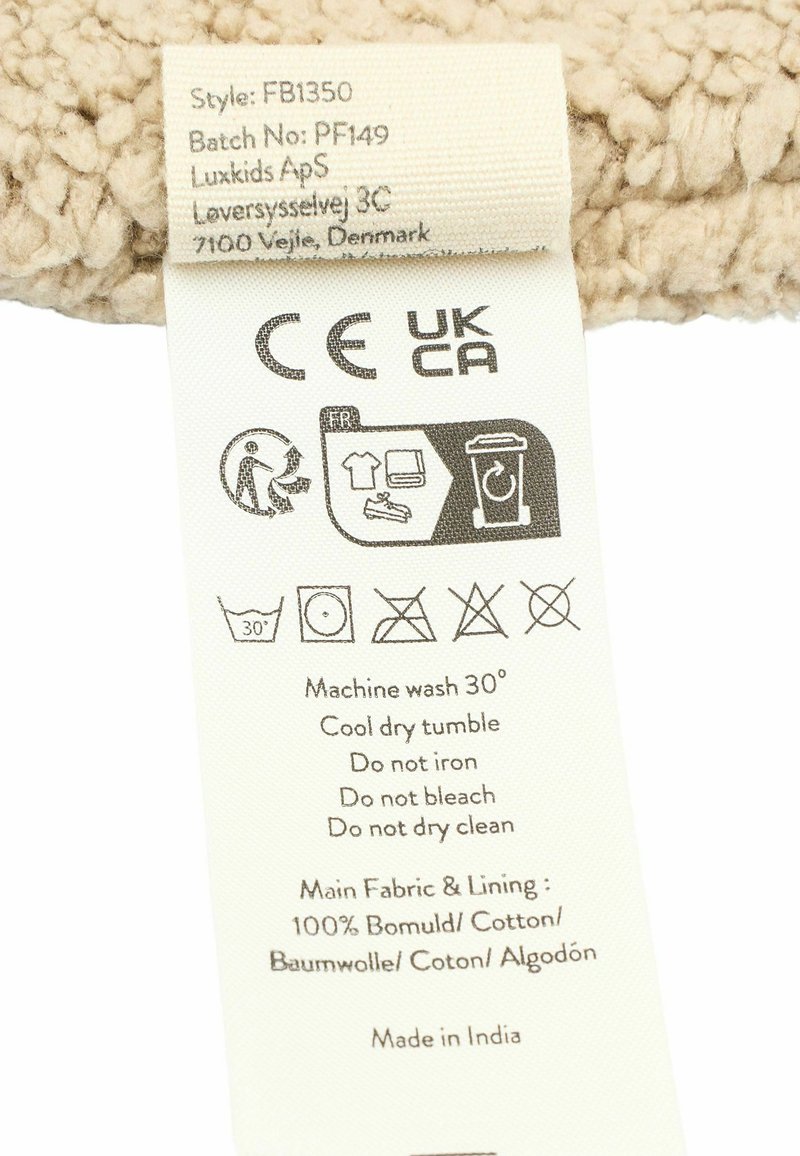 Style: FB1350
Batch No: PF149
Luxkids ApS
Løversysselvej 3C
7100 Vejle, Denmark
CE UK
CA
FR
30°
Machine wash 30°
Cool dry tumble
Do not iron
Do not bleach
Do not dry clean
Main Fabric & Lining :
100% Bomuld/ Cotton/
Baumwolle/ Coton/ Algodón
Made in India